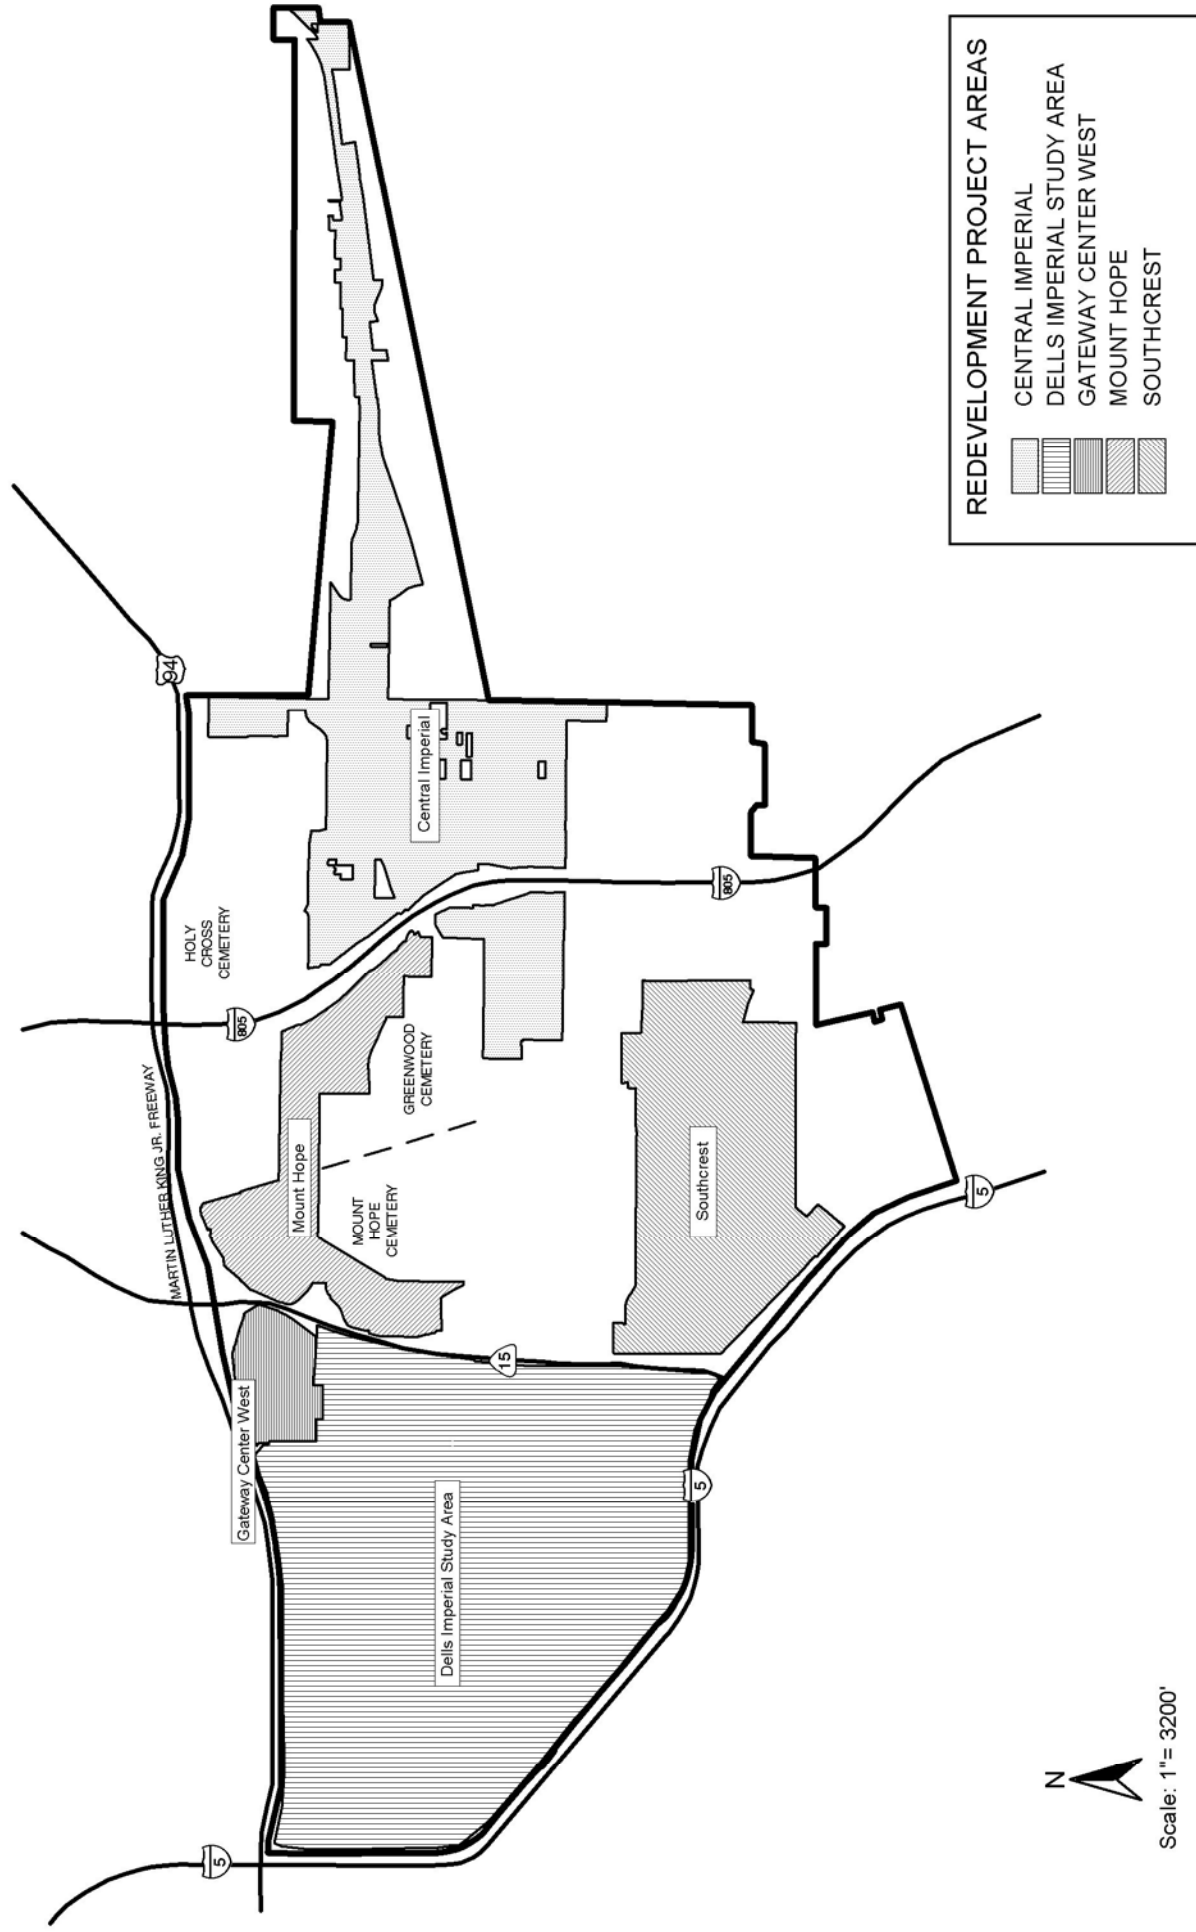 94
MARTIN LUTHER KING JR. FREEWAY
805
HOLY
CROSS
CEMETERY
5
Gateway Center West
Mount Hope
MOUNT
HOPE
CEMETERY
GREENWOOD
CEMETERY
Central Imperial
Dells Imperial Study Area
15
Southcrest
805
5
5
REDEVELOPMENT PROJECT AREAS
CENTRAL IMPERIAL
DELLS IMPERIAL STUDY AREA
GATEWAY CENTER WEST
MOUNT HOPE
SOUTHCREST
N
Scale: 1"= 3200'